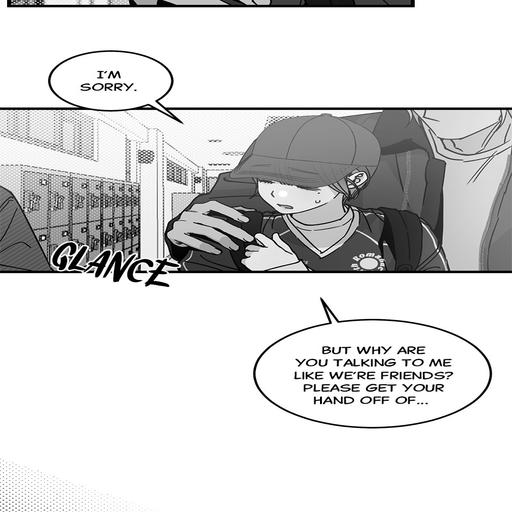 I'M
SORRY.
GLANCE
BUT WHY ARE
YOU TALKING TO ME
LIKE WE'RE FRIENDS?
PLEASE GET YOUR
HAND OFF OF...